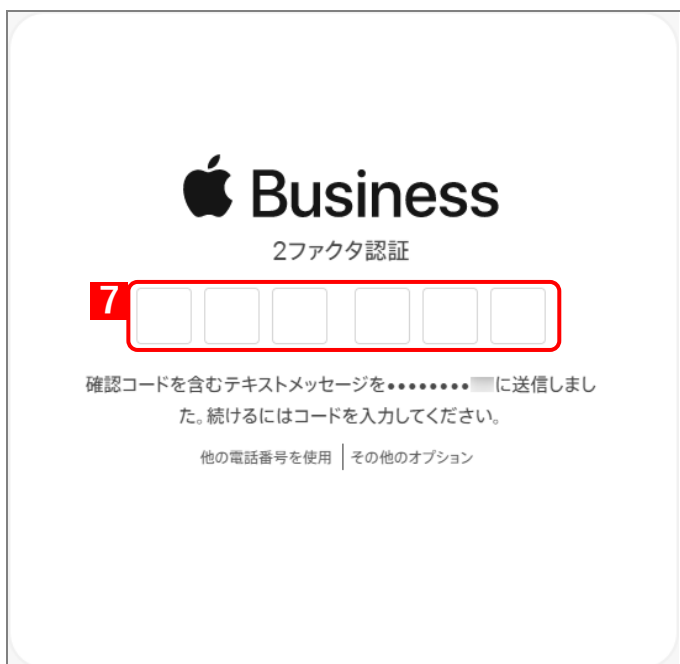 Business
2ファクタ認証
7
確認コードを含むテキストメッセージを••••••••に送信しまし
た。続けるにはコードを入力してください。
他の電話番号を使用 | その他のオプション